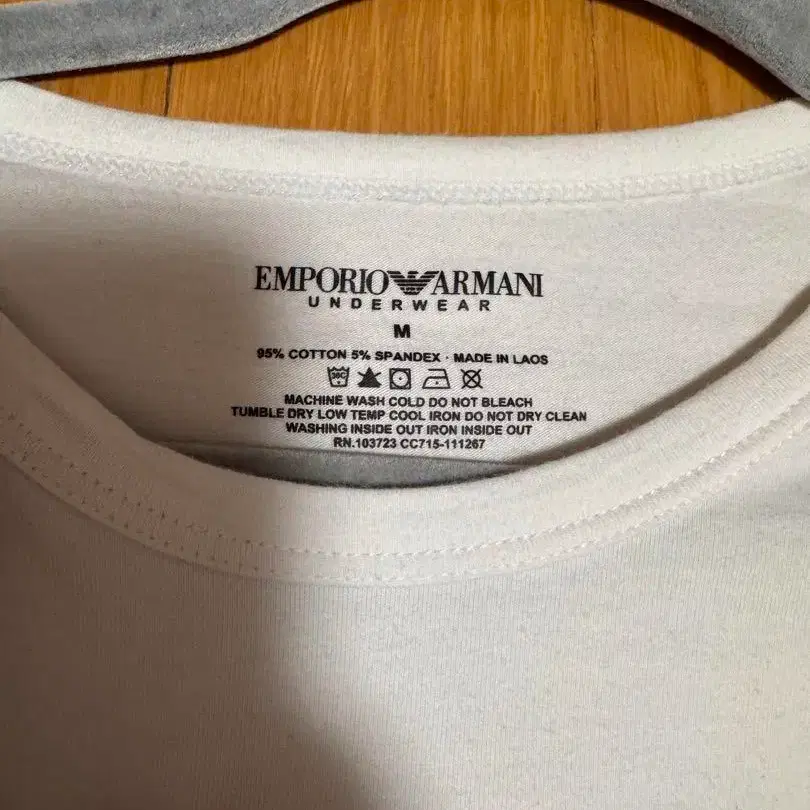 EMPORIO ARMANI
UNDERWEAR
M
95% COTTON 5% SPANDEX · MADE IN LAOS
30C
MACHINE WASH COLD DO NOT BLEACH
TUMBLE DRY LOW TEMP COOL IRON DO NOT DRY CLEAN
WASHING INSIDE OUT IRON INSIDE OUT
RN.103723 CC715-111267